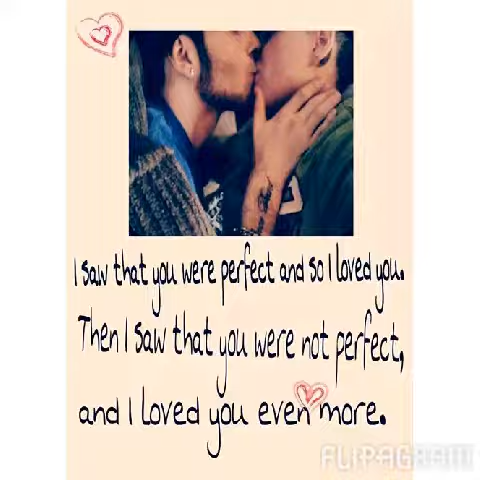 I saw that you were perfect and so I loved you.
Then I saw that you were not perfect,
and I loved you even more.
FLIPAGRAM